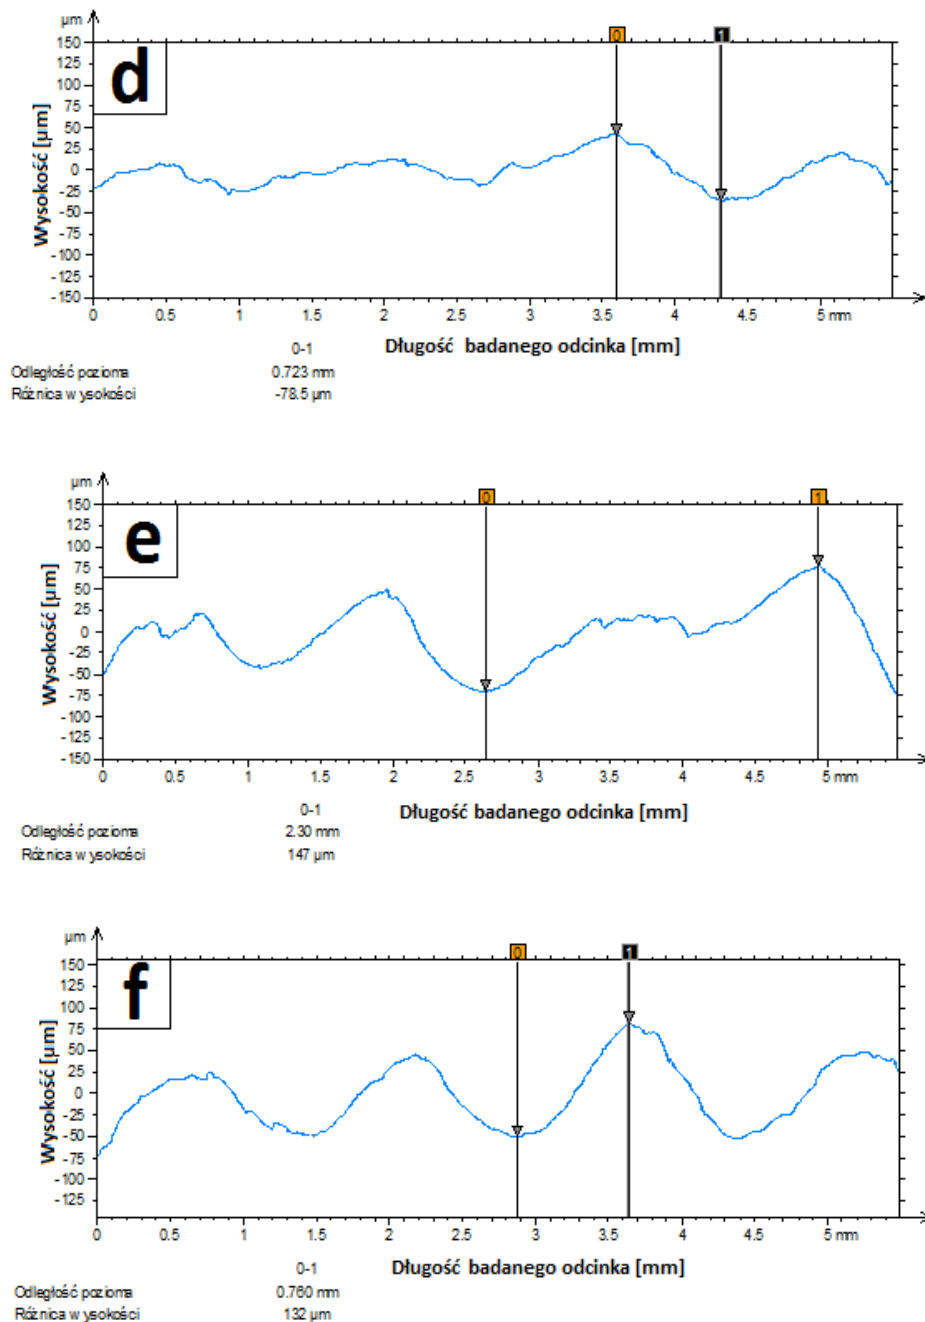 µm
0 1
150
d
125
100
75
50
25
0
-25
-50
-75
-100
-125
-150
Wysokość [µm]
0 0.5 1 1.5 2 2.5 3 3.5 4 4.5 5 mm
0-1 Długość badanego odcinka [mm]
Odległość pozioma 0.723 mm
Różnica wysokości -78.5 µm
µm
0 1
150
e
125
100
75
50
25
0
-25
-50
-75
-100
-125
-150
Wysokość [µm]
0 0.5 1 1.5 2 2.5 3 3.5 4 4.5 5 mm
0-1 Długość badanego odcinka [mm]
Odległość pozioma 2.30 mm
Różnica wysokości 147 µm
µm
0 1
150
f
125
100
75
50
25
0
-25
-50
-75
-100
-125
Wysokość [µm]
0 0.5 1 1.5 2 2.5 3 3.5 4 4.5 5 mm
0-1 Długość badanego odcinka [mm]
Odległość pozioma 0.760 mm
Różnica wysokości 132 µm